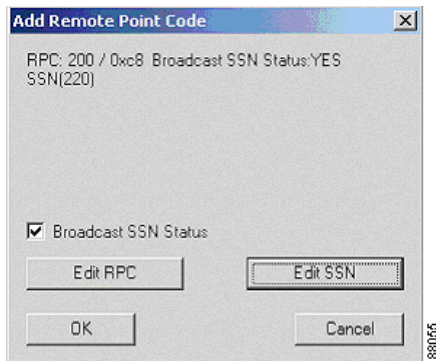 Add Remote Point Code
RPC: 200 / 0xc8 Broadcast SSN Status:YES
SSN(220)
Broadcast SSN Status
Edit RPC
Edit SSN
OK
Cancel
88055